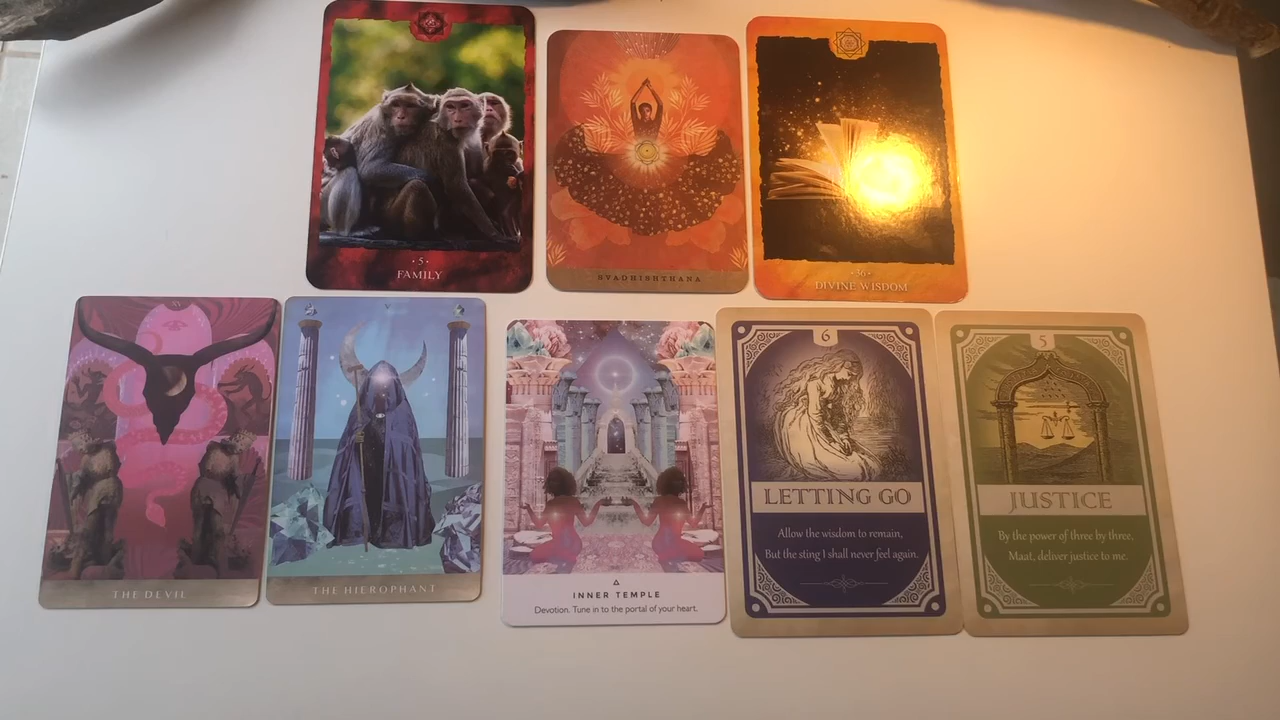 · 5 ·
FAMILY
SVADHISHTHANA
· 36 ·
DIVINE WISDOM
THE DEVIL
V
THE HIEROPHANT
INNER TEMPLE
Devotion. Tune in to the portal of your heart.
6
LETTING GO
Allow the wisdom to remain,
But the sting I shall never feel again.
5
JUSTICE
By the power of three by three,
Maat, deliver justice to me.